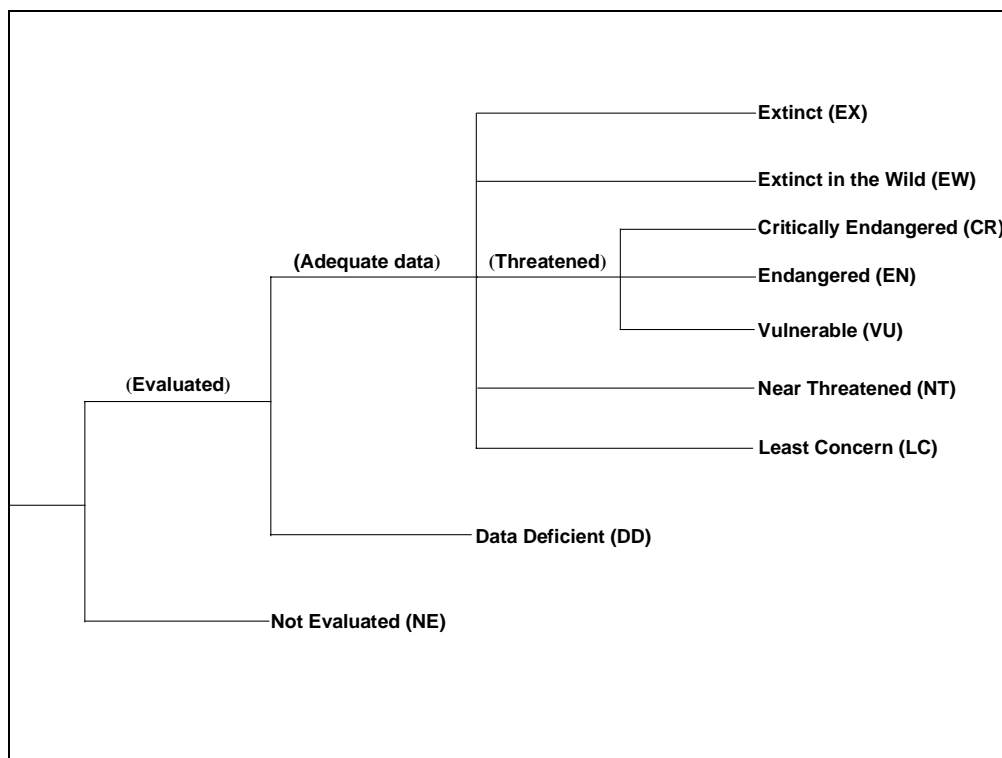 Extinct (EX)
Extinct in the Wild (EW)
Critically Endangered (CR)
(Adequate data)
(Threatened)
Endangered (EN)
Vulnerable (VU)
(Evaluated)
Near Threatened (NT)
Least Concern (LC)
Data Deficient (DD)
Not Evaluated (NE)